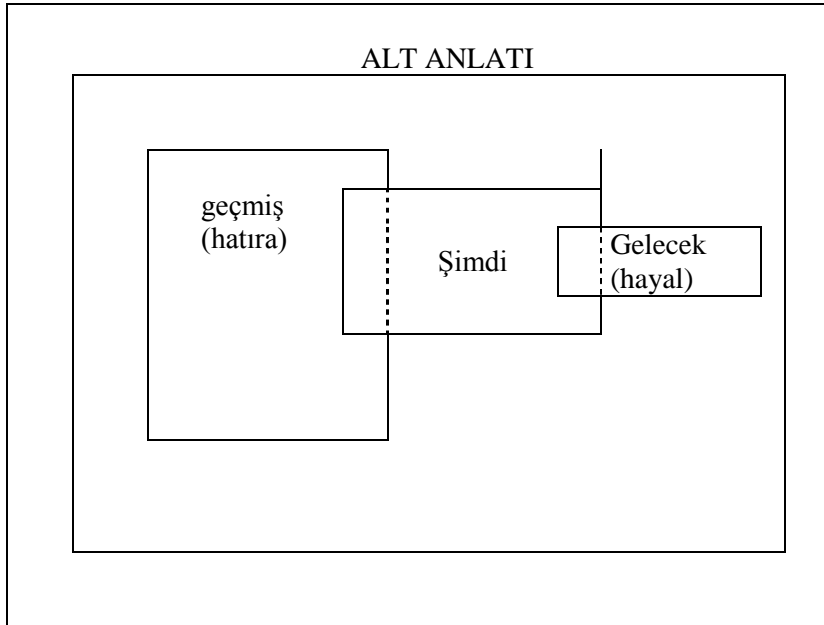 ALT ANLATI
geçmiş
(hatıra)
Şimdi
Gelecek
(hayal)